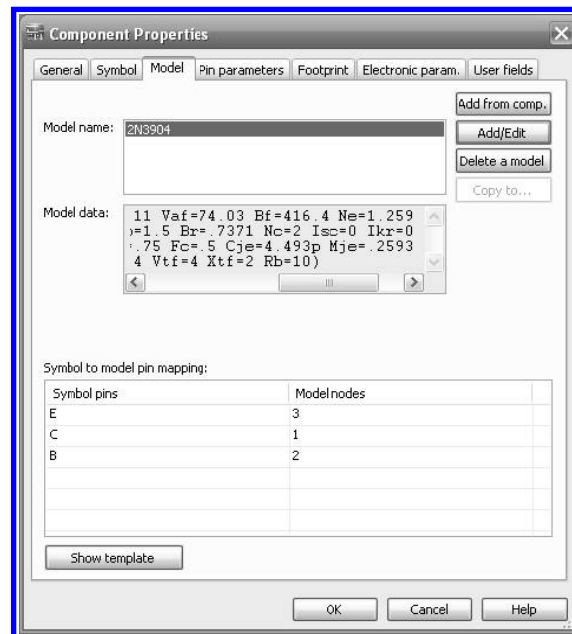 Component Properties
General Symbol Model Pin parameters Footprint Electronic param. User fields
Add from comp.
Model name: 2N3904
Add/Edit
Delete a model
Copy to...
Model data:
11 Vaf=74.03 Bf=416.4 Ne=1.259
=1.5 Br=.7371 Nc=2 Isc=0 Ikr=0
.75 Fc=.5 Cje=4.493p Mje=.2593
4 Vtf=4 Xtf=2 Rb=10)
Symbol to model pin mapping:
Symbol pins Model nodes
E 3
C 1
B 2
Show template
OK Cancel Help